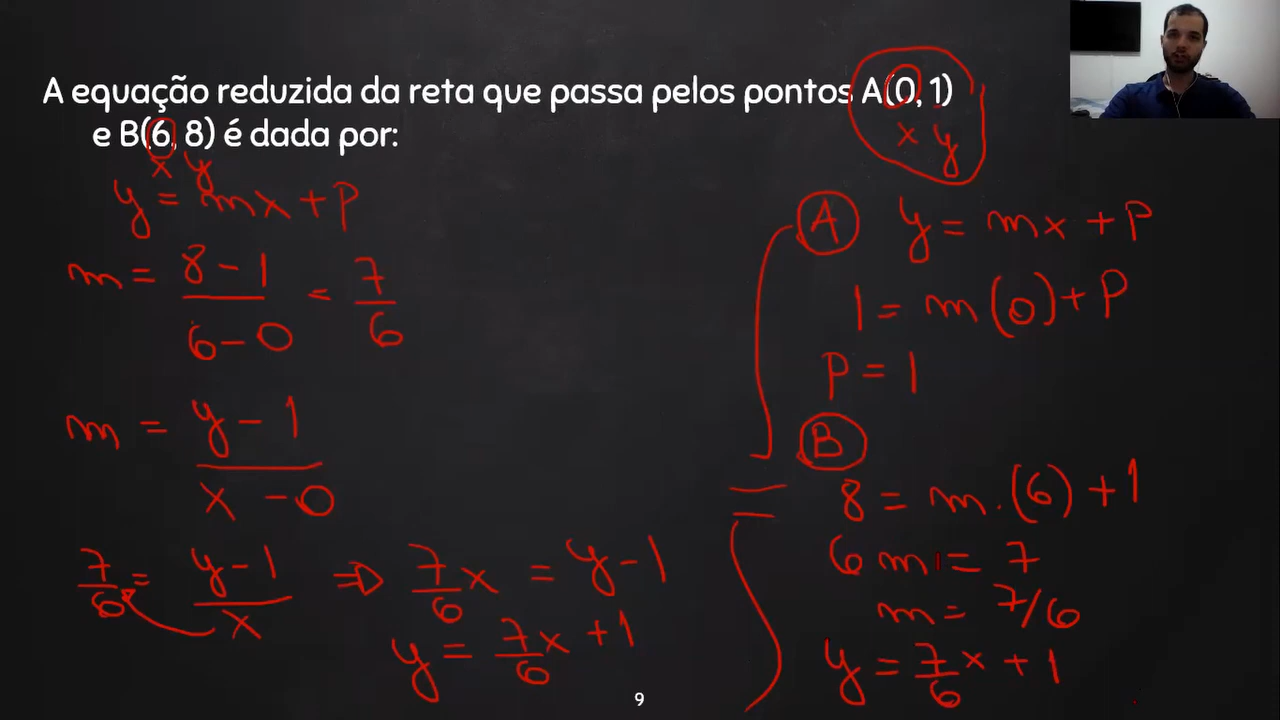 A equação reduzida da reta que passa pelos pontos A(0, 1)
e B(6, 8) é dada por:
x y
x y
y = mx + P
m = 8 - 1 / 6 - 0 = 7/6
m = y - 1 / x - 0
7/6 = y - 1 / x ⇒ 7/6 x = y - 1
y = 7/6 x + 1
A y = mx + P
1 = m(0) + P
P = 1
B
8 = m.(6) + 1
6m = 7
m = 7/6
y = 7/6 x + 1
9